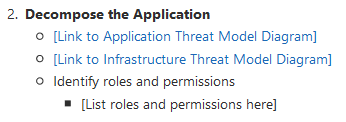 2. Decompose the Application
[Link to Application Threat Model Diagram]
[Link to Infrastructure Threat Model Diagram]
Identify roles and permissions
[List roles and permissions here]